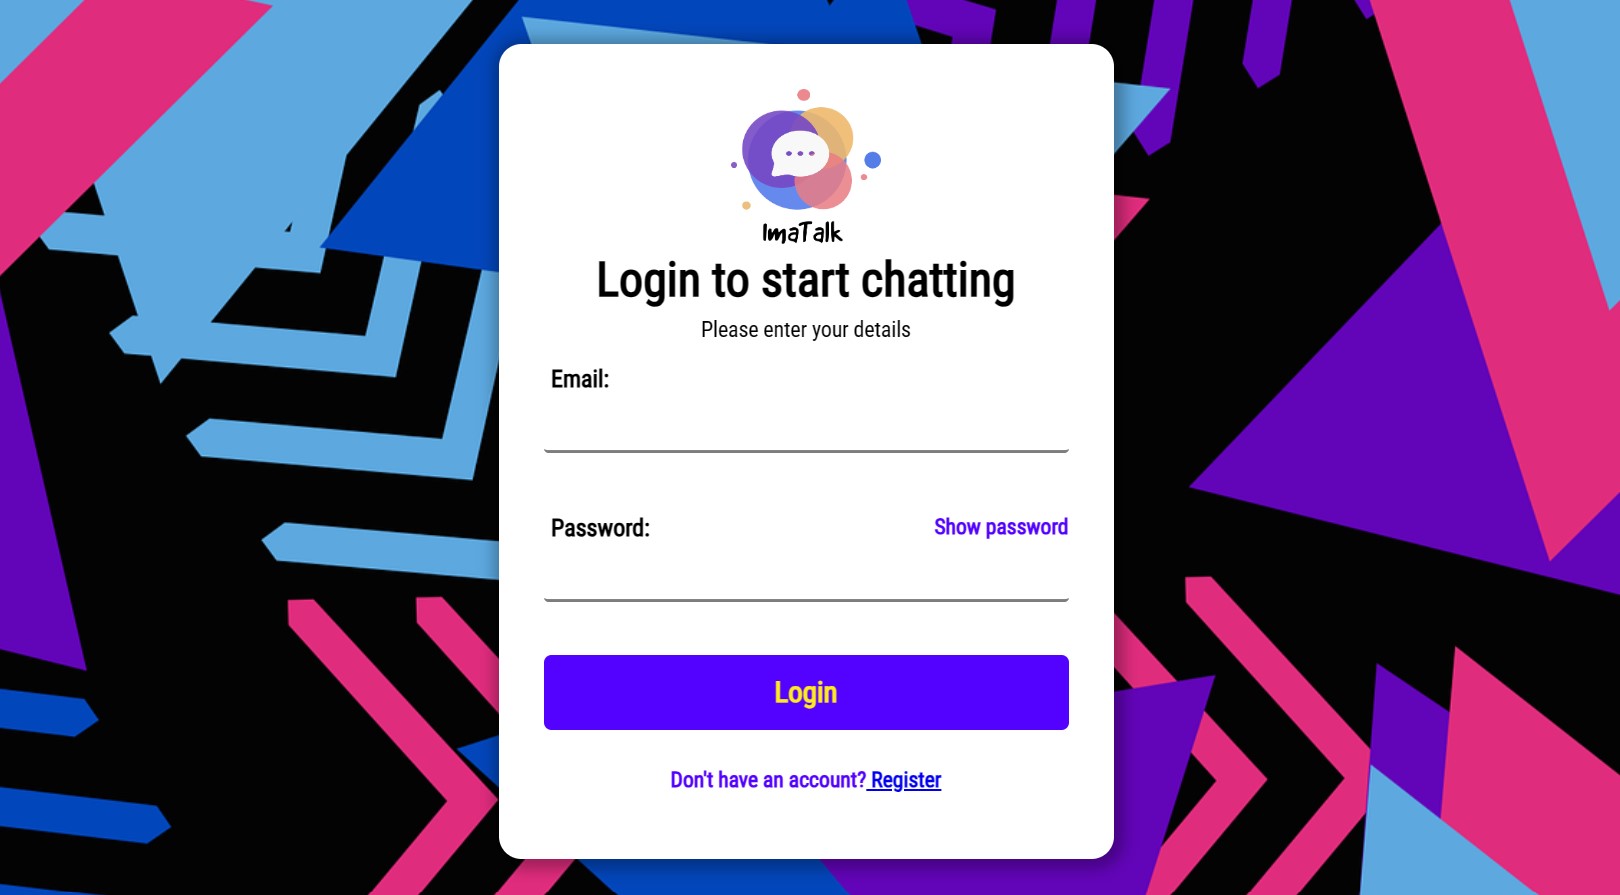 ImaTalk
Login to start chatting
Please enter your details
Email:
Password:
Show password
Login
Don't have an account? Register